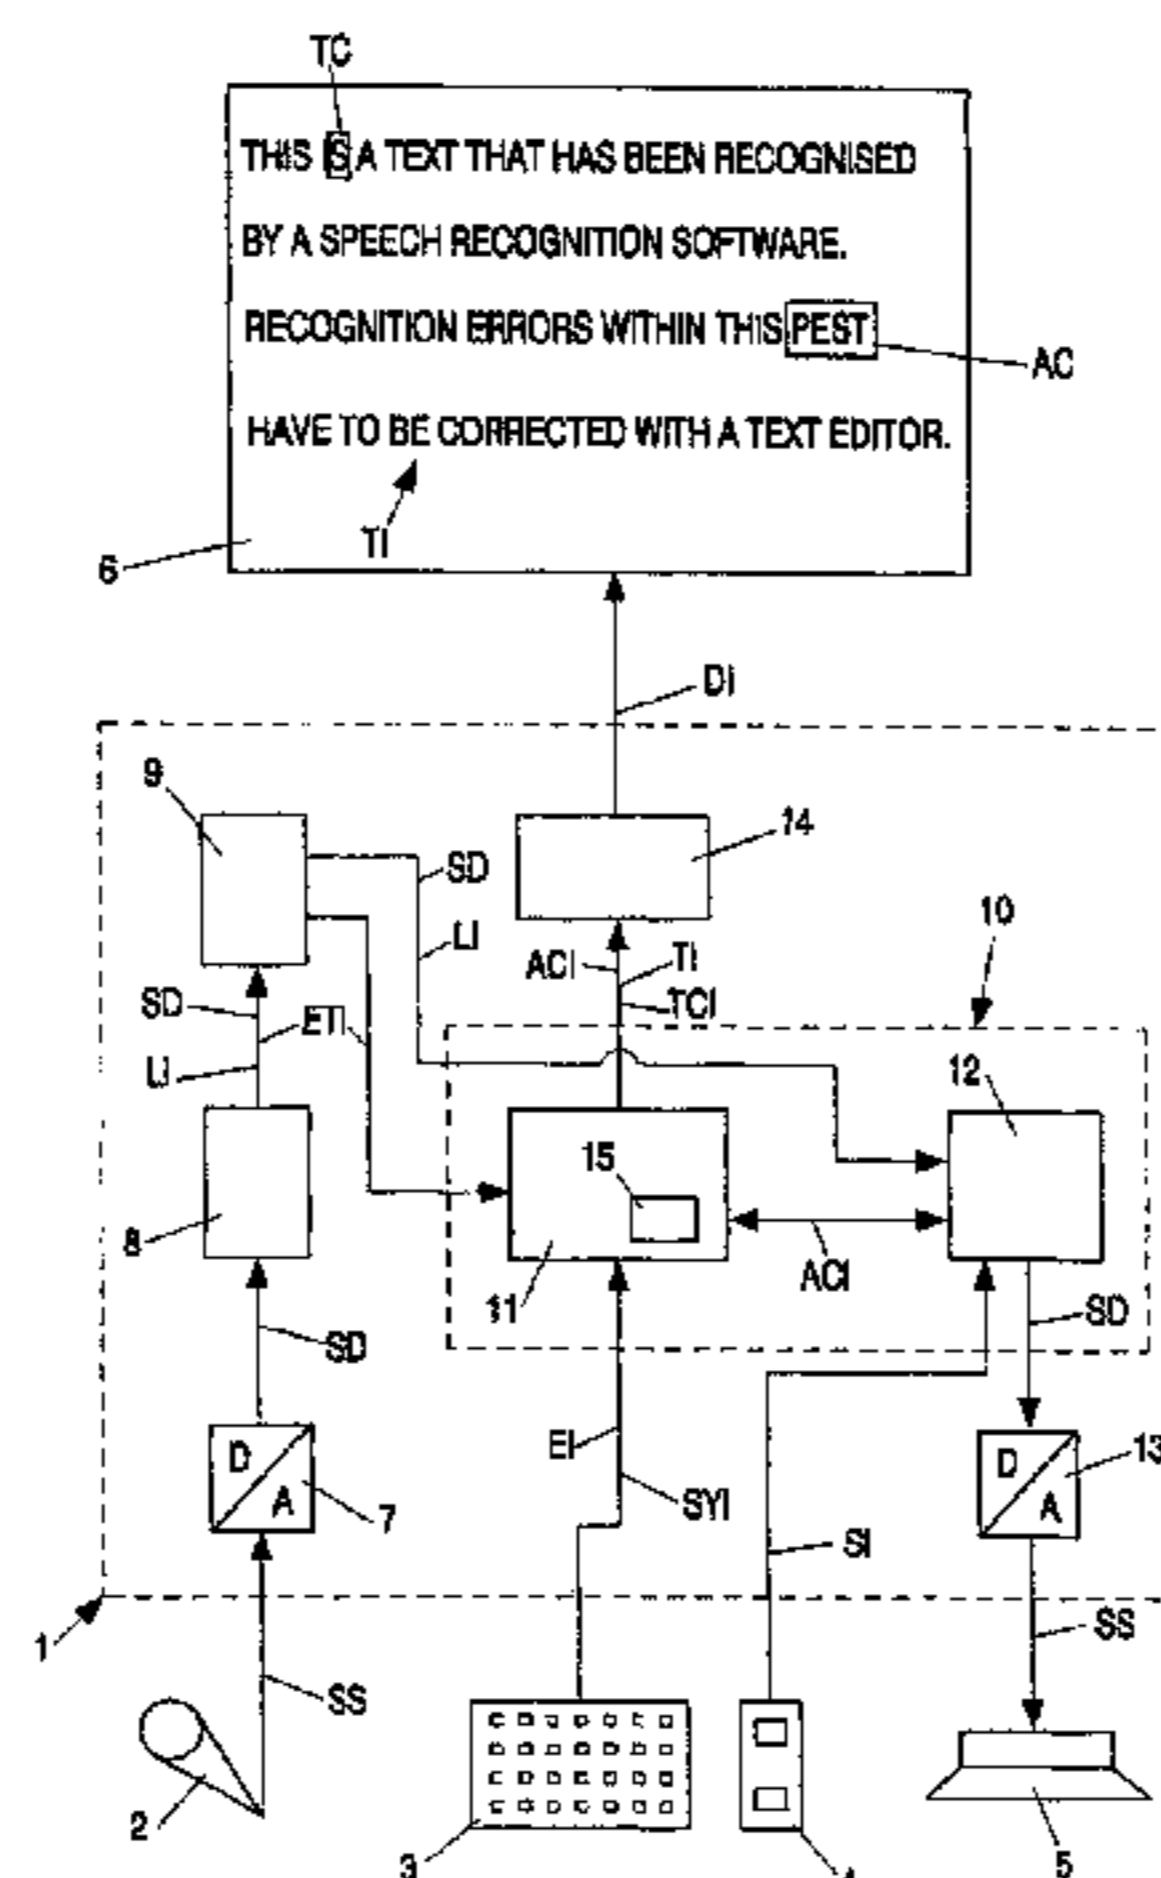 TC
THIS IS A TEXT THAT HAS BEEN RECOGNISED
BY A SPEECH RECOGNITION SOFTWARE.
RECOGNITION ERRORS WITHIN THIS PEST
AC
HAVE TO BE CORRECTED WITH A TEXT EDITOR.
TI
6
DI
9
14
SD
10
LI
ACI
TI
SD
ETI
TCI
LI
12
15
8
ACI
11
SD
SD
D
A
EI
D
A
13
7
SYI
SI
1
SS
SS
2
3
5